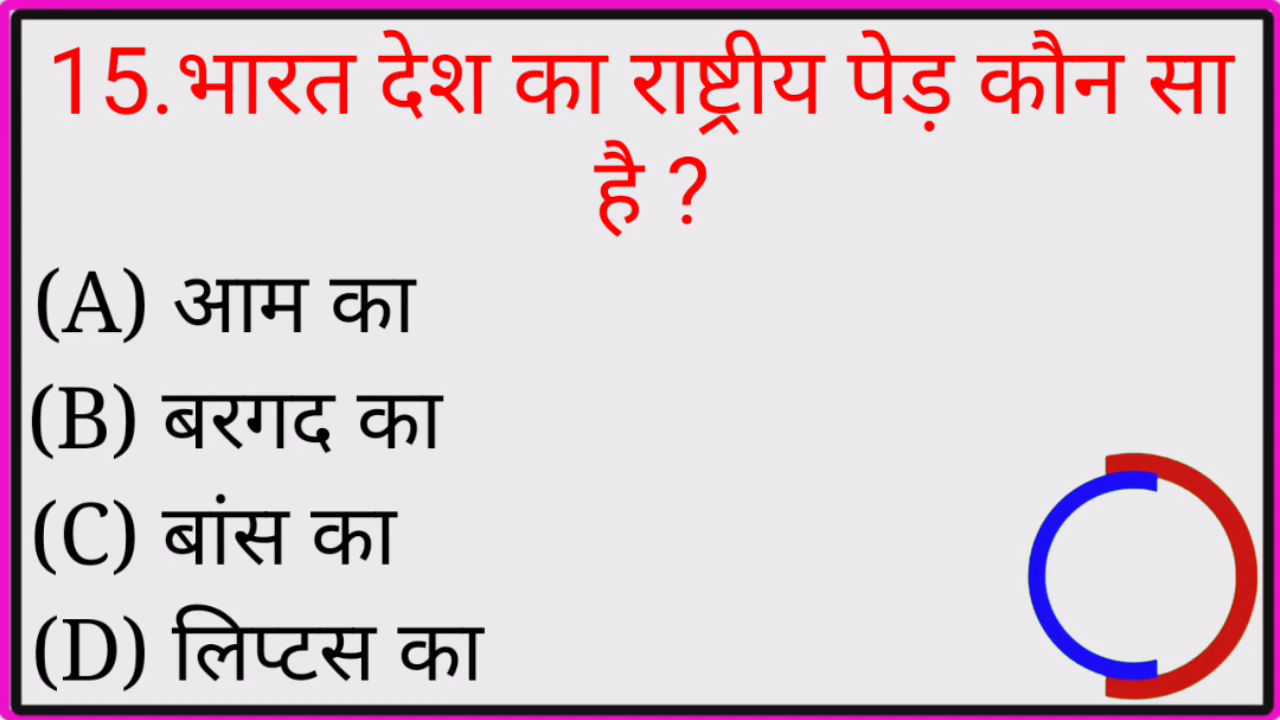 15.भारत देश का राष्ट्रीय पेड़ कौन सा
है ?
(A) आम का
(B) बरगद का
(C) बांस का
(D) लिप्टस का